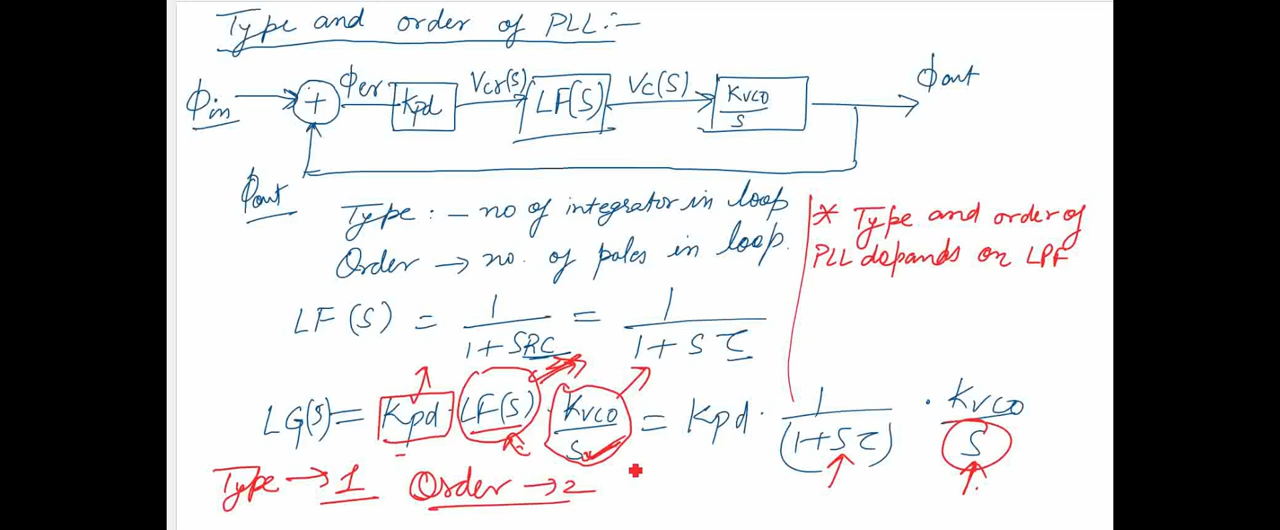 Type and order of PLL:-
Φin + Φer Kpd Vcr(s) LF(S) Vc(S) Kvco/s Φout
Φout
Type: - no of integrator in loop
Order → no. of poles in loop.
* Type and order of
PLL depands on LPF
LF(S) = 1/(1+SRC) = 1/(1+Sτ)
LG(S) = Kpd · LF(S) · Kvco/s = Kpd · 1/(1+Sτ) · Kvco/S
Type → 1 Order → 2